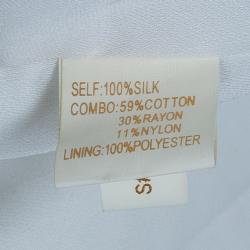 SELF:100%SILK
COMBO:59%COTTON
30%RAYON
11%NYLON
LINING:100%POLYESTER